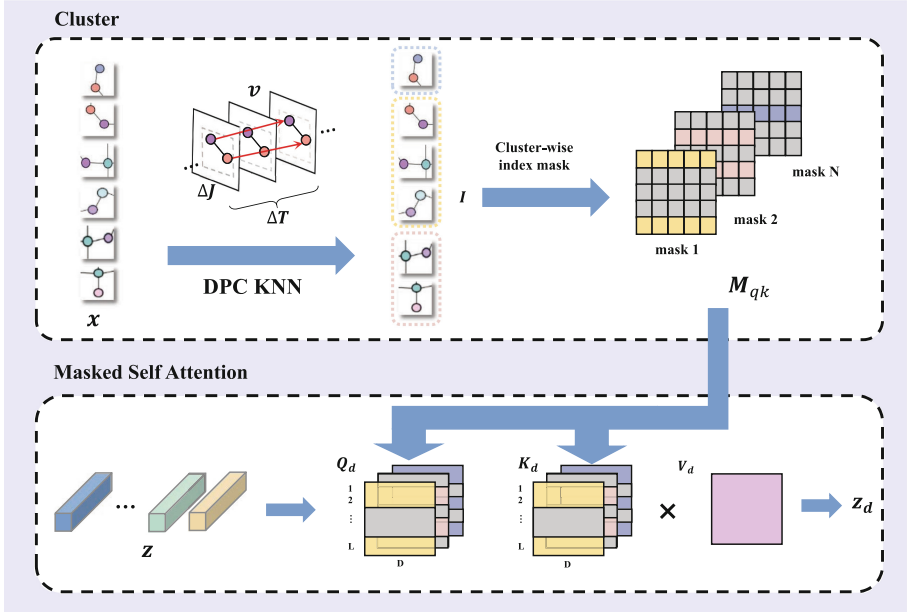 Cluster
v
...
...
ΔJ
ΔT
DPC KNN
x
I
Cluster-wise
index mask
mask N
mask 2
mask 1
M_qk
Masked Self Attention
...
z
Q_d
1
2
⋮
L
D
K_d
1
2
⋮
L
D
×
V_d
z_d